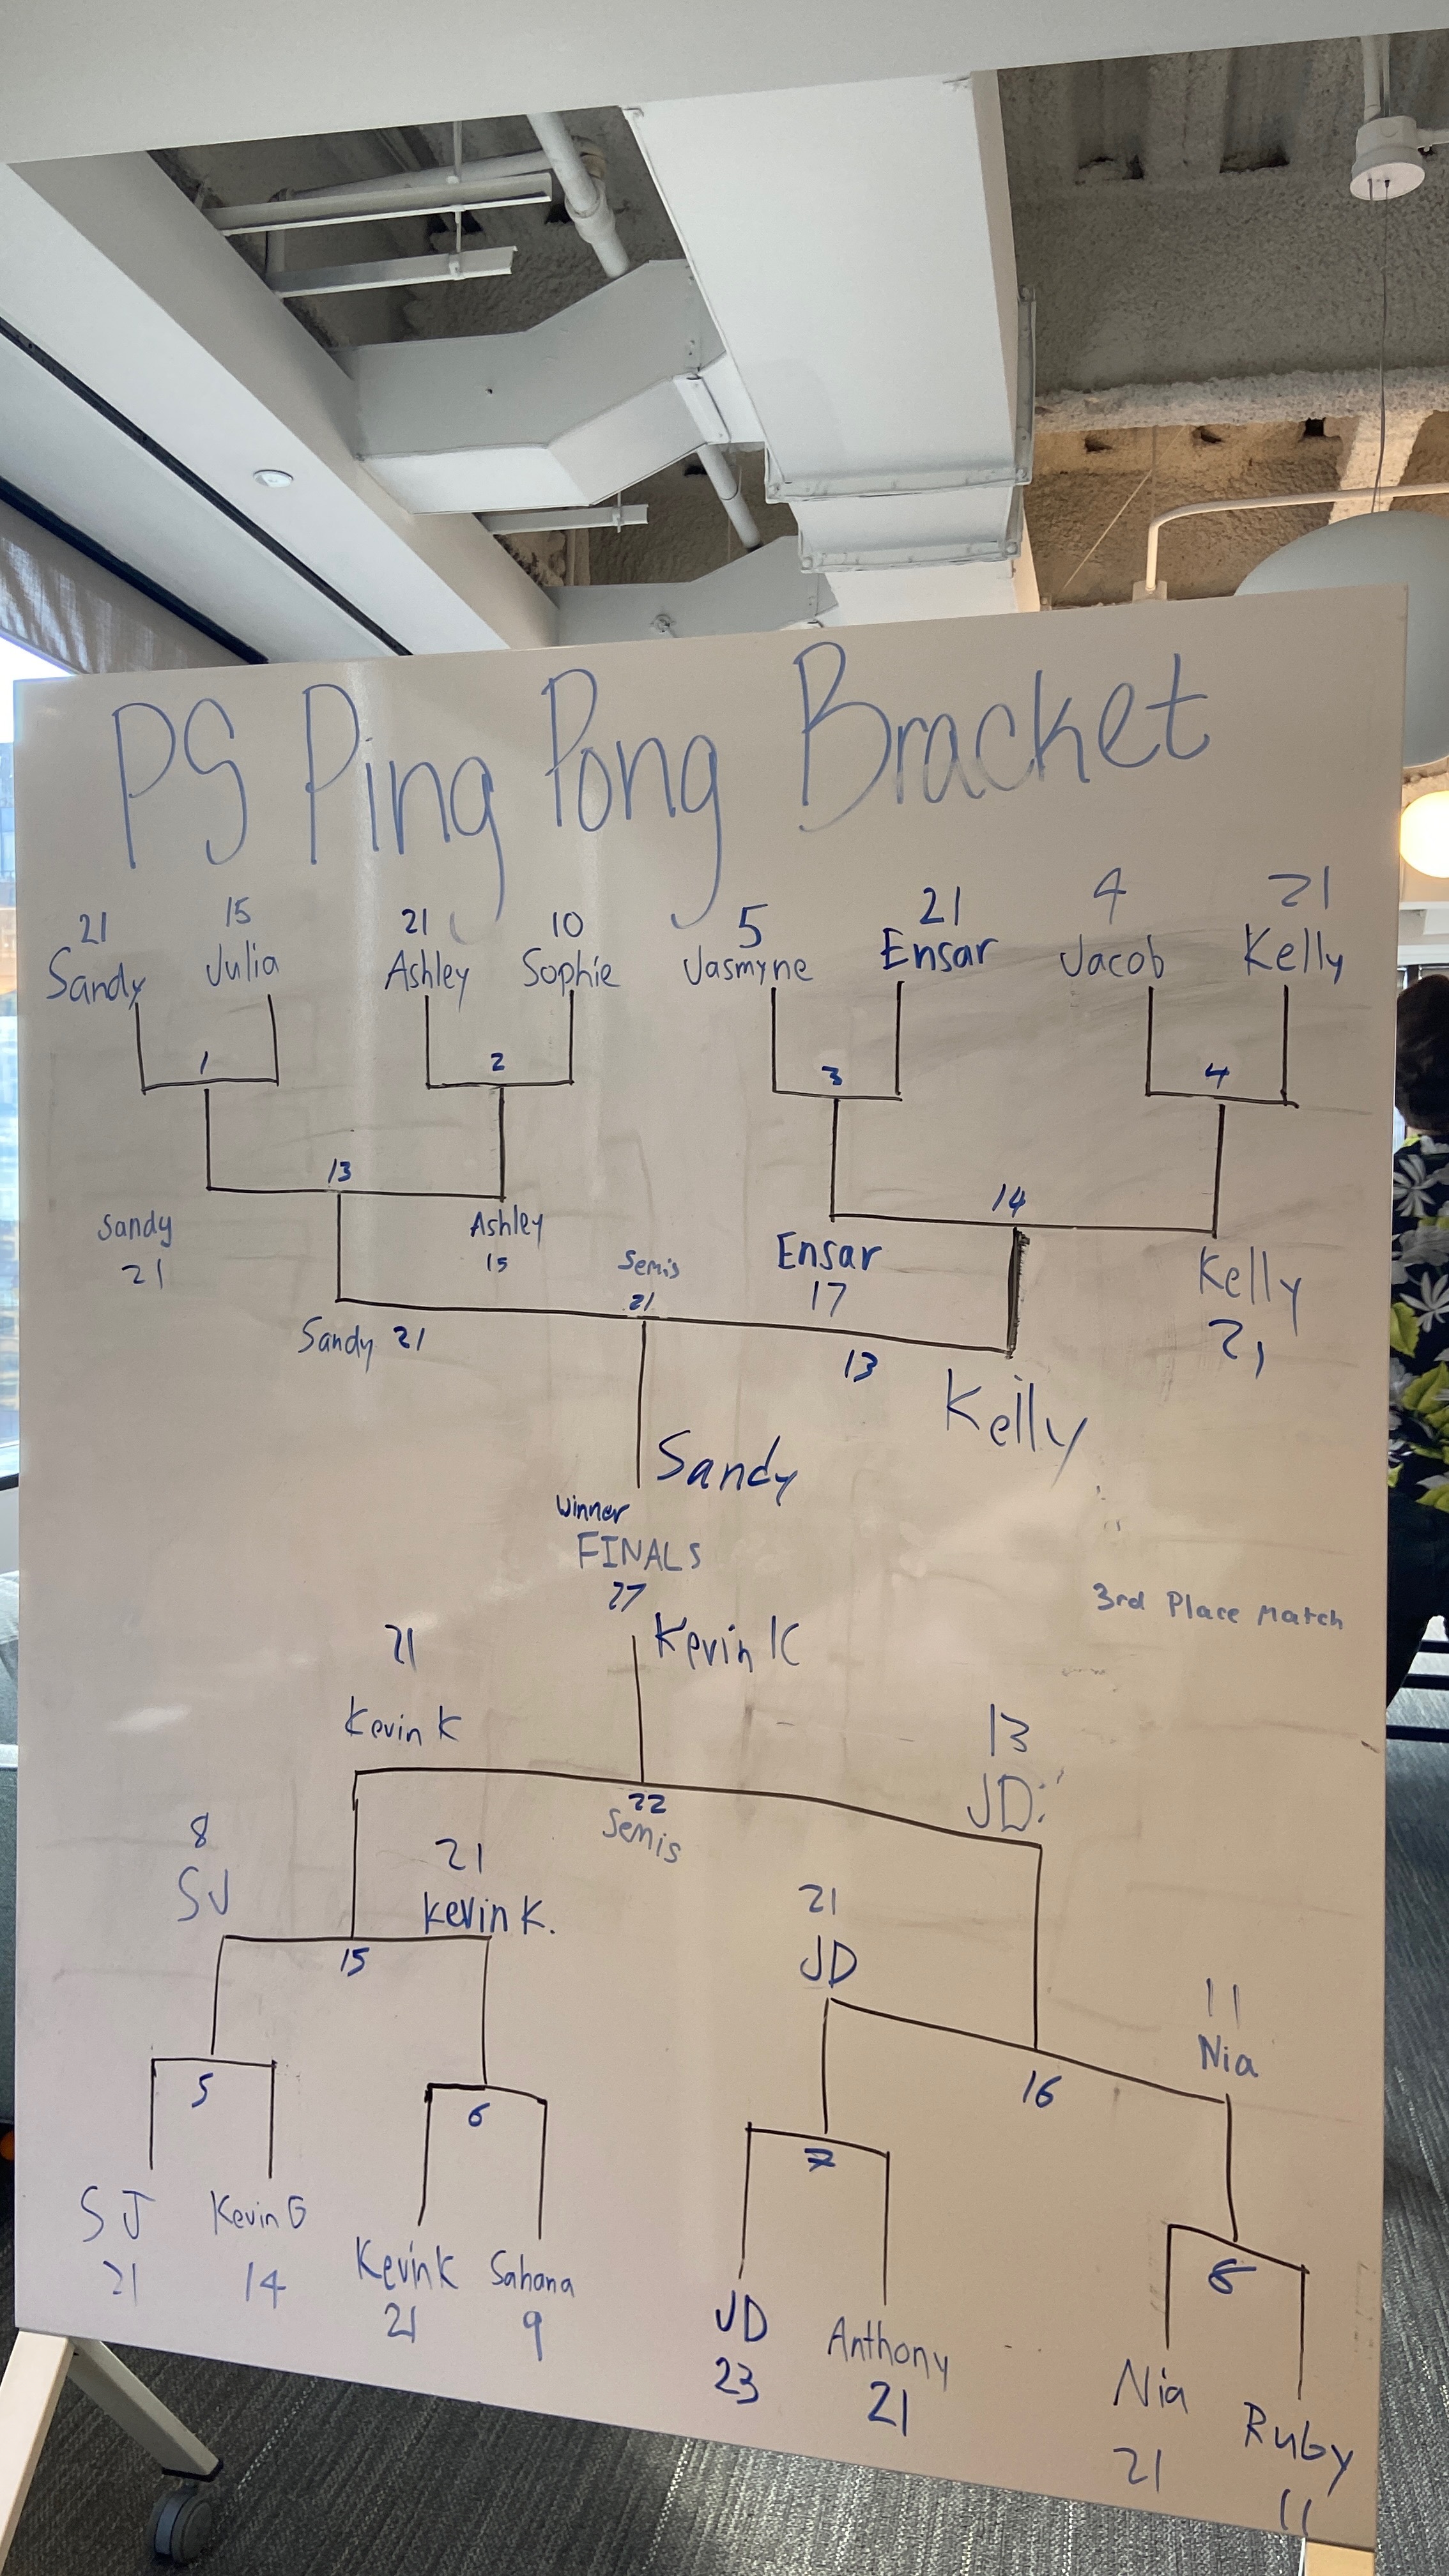 PS Ping Pong Bracket
21 15 21 10 5 21 4 21
Sandy Julia Ashley Sophie Jasmyne Ensar Jacob Kelly
1 2 3 4
13 14
Sandy Ashley Ensar Kelly
21 15 17 21
Semis
21
Sandy 21 13 Kelly
Sandy
Winner
FINALS
27
3rd Place Match
Kevin K
21 13
Kevin K JD
22
Semis
8 21 21 11
SJ Kevin K. JD Nia
15 16
5 6 7 8
SJ Kevin G Kevin K Sahana JD Anthony Nia Ruby
21 14 21 9 23 21 21 11